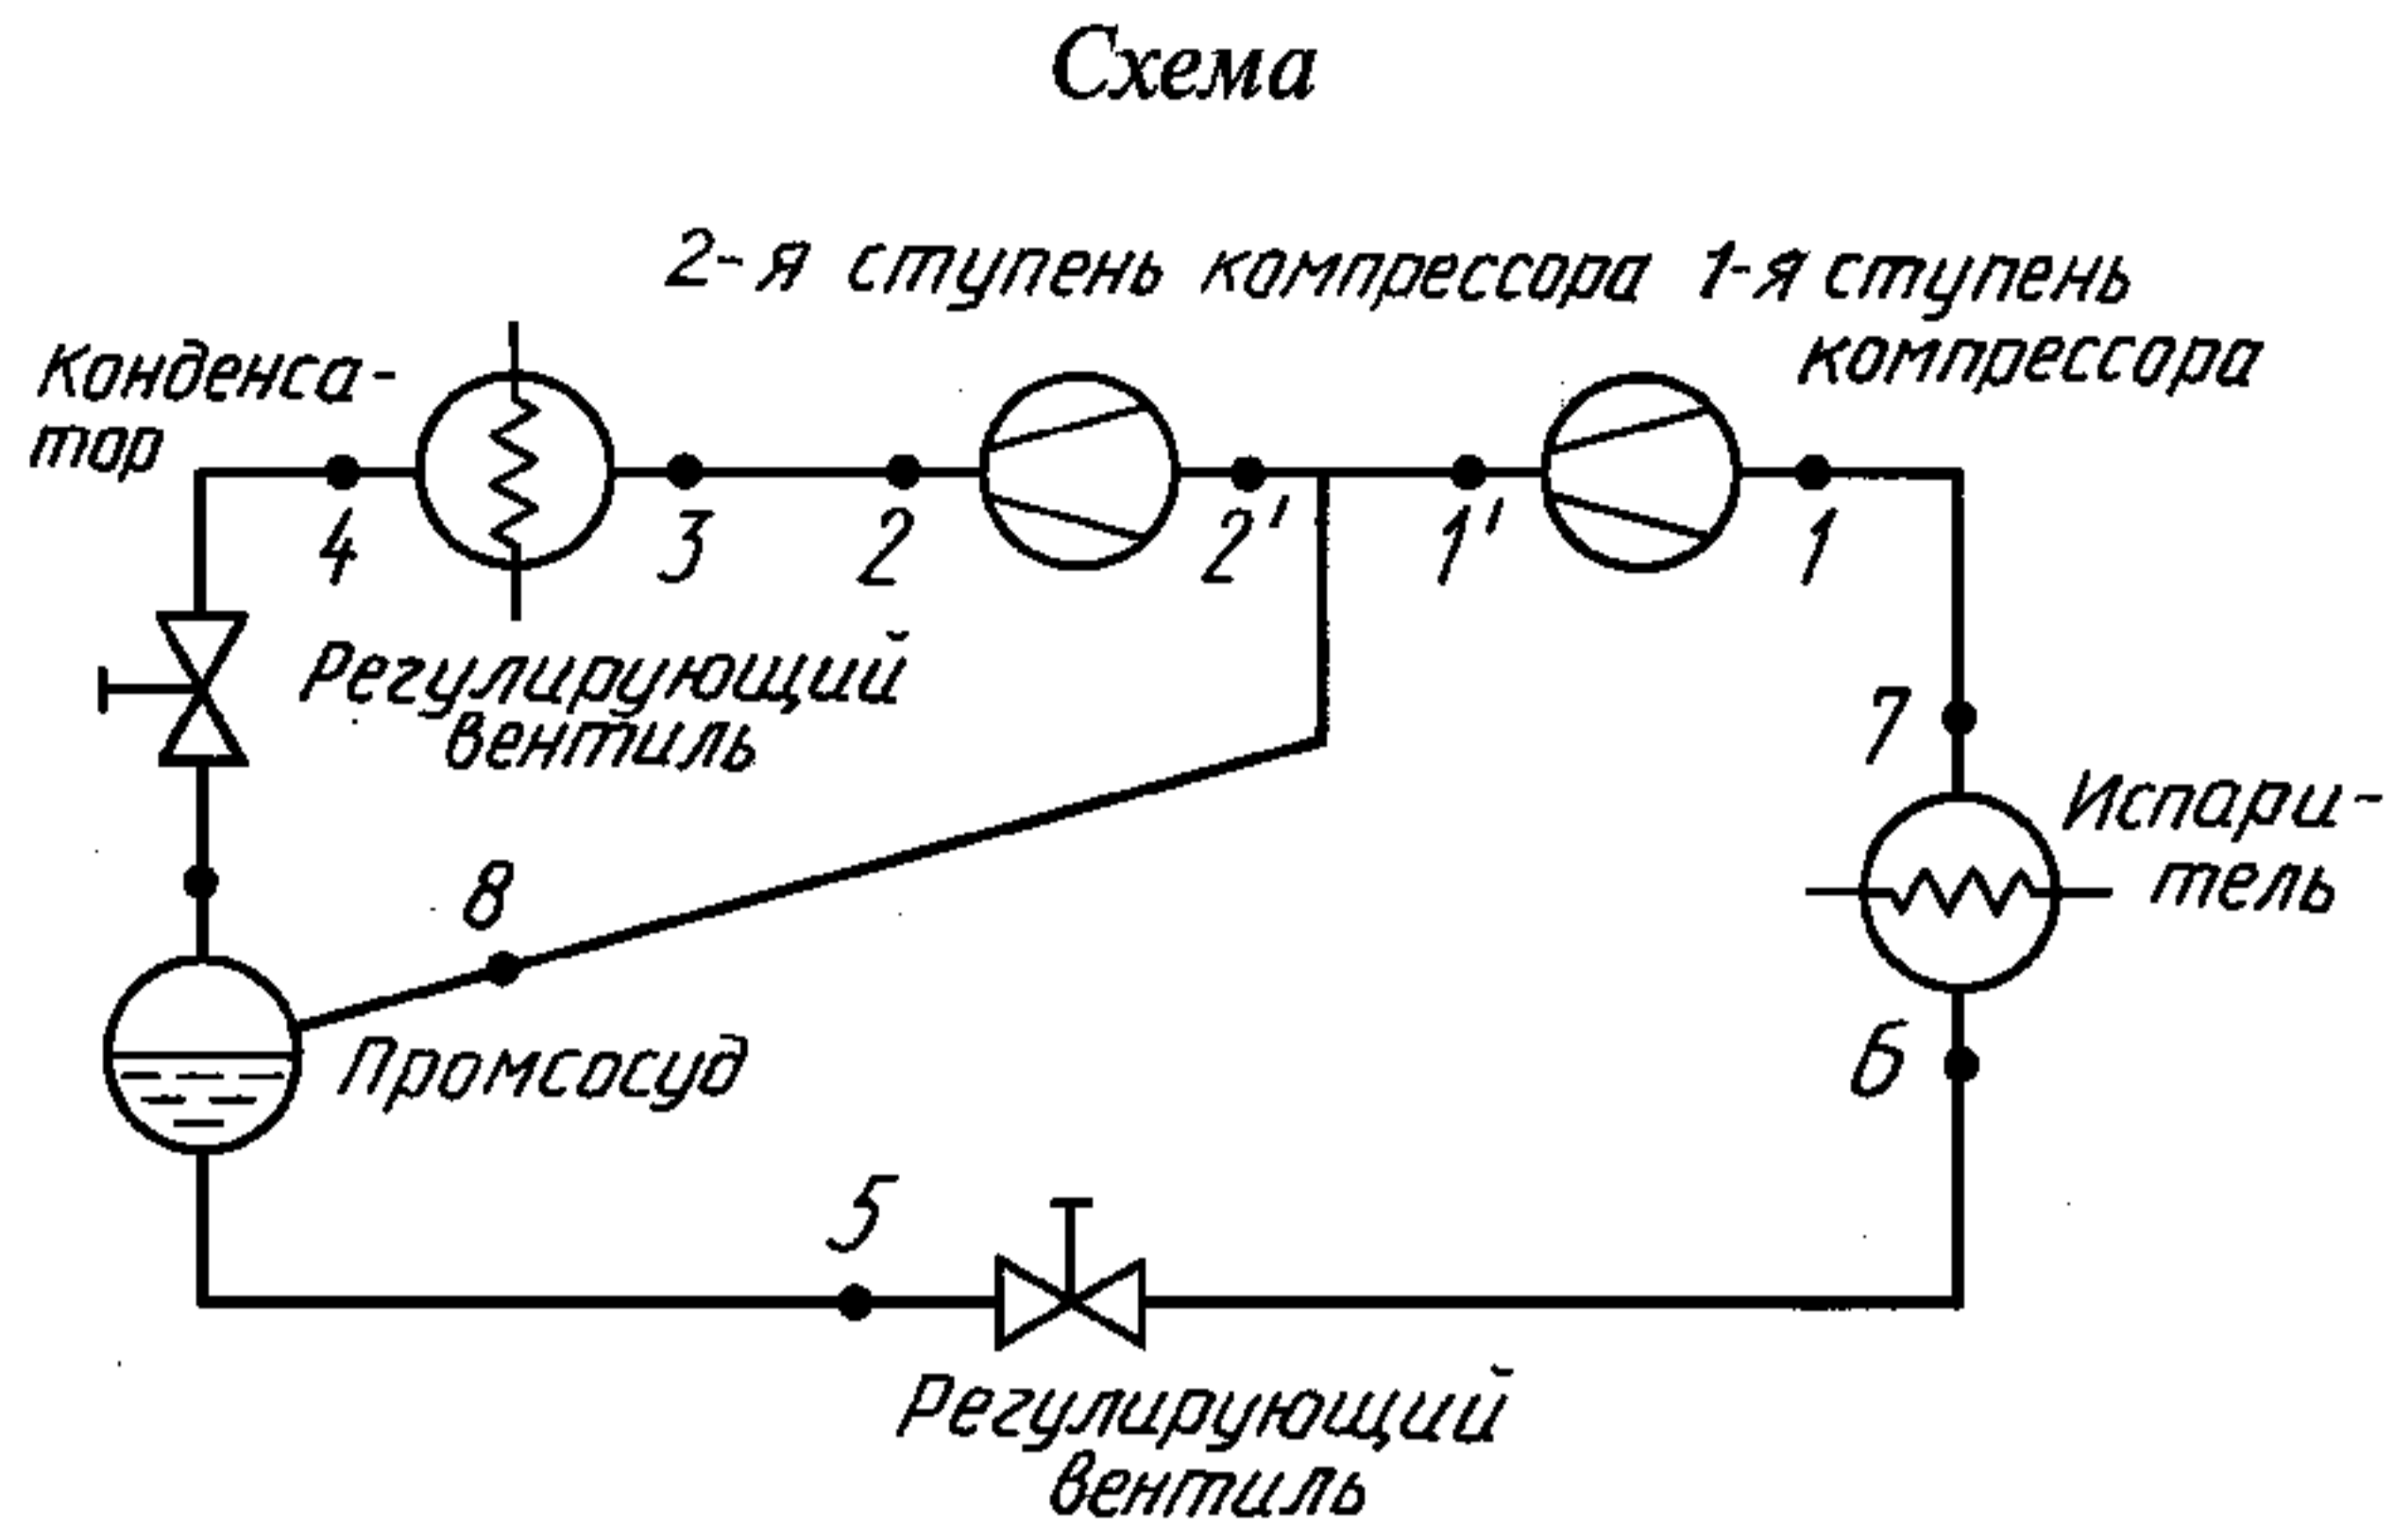 Схема
2-я ступень компрессора 1-я ступень
компрессора
Конденса-
тор
4
3
2
2'
1'
1
Регулирующий
вентиль
7
Испари-
тель
8
6
Промсосуд
5
Регулирующий
вентиль